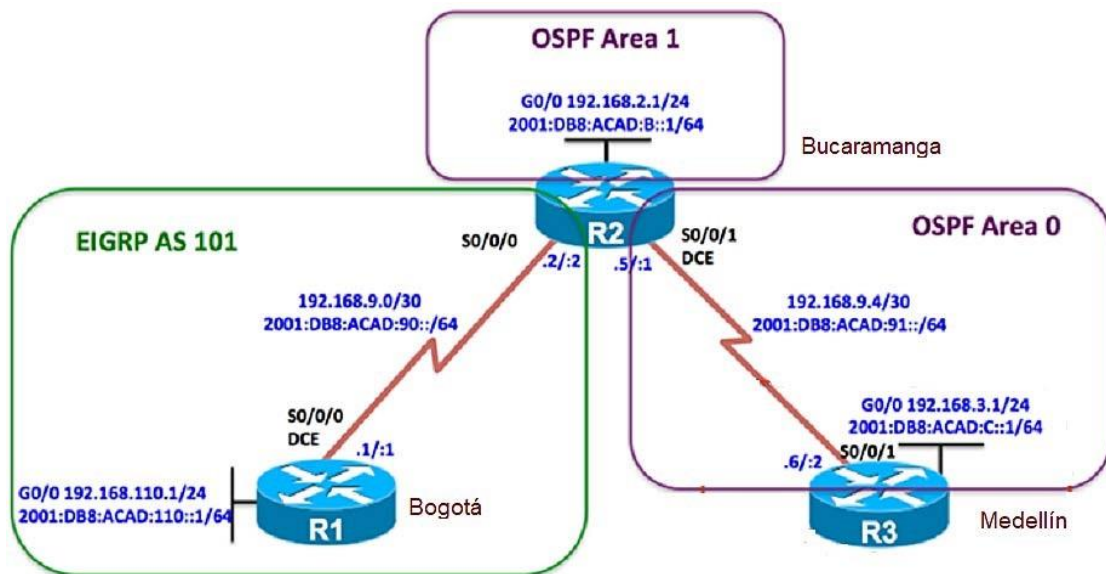 OSPF Area 1
G0/0 192.168.2.1/24
2001:DB8:ACAD:B::1/64
Bucaramanga
EIGRP AS 101
S0/0/0
R2
S0/0/1
DCE
OSPF Area 0
.2/:2
.5/:1
192.168.9.0/30
2001:DB8:ACAD:90::/64
192.168.9.4/30
2001:DB8:ACAD:91::/64
S0/0/0
DCE
.1/:1
G0/0 192.168.3.1/24
2001:DB8:ACAD:C::1/64
.6/:2
S0/0/1
G0/0 192.168.110.1/24
2001:DB8:ACAD:110::1/64
R1
Bogotá
R3
Medellín